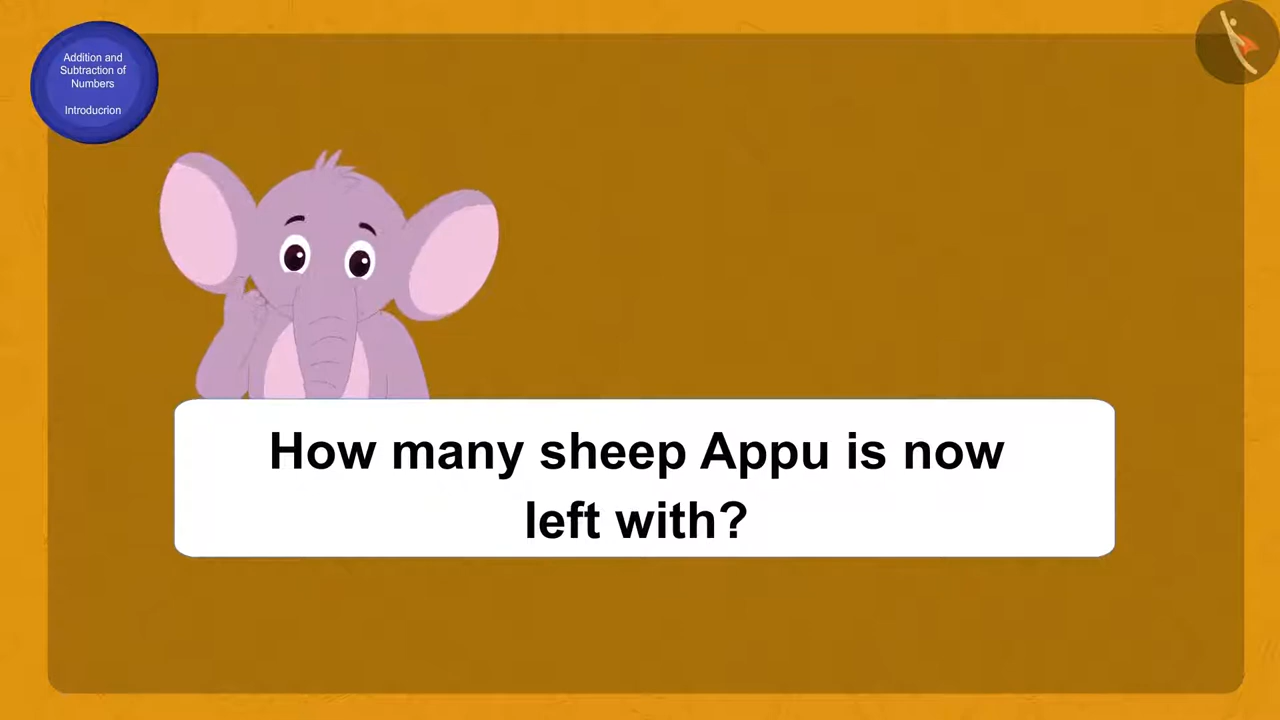 Addition and
Subtraction of
Numbers
Introducrion
How many sheep Appu is now
left with?